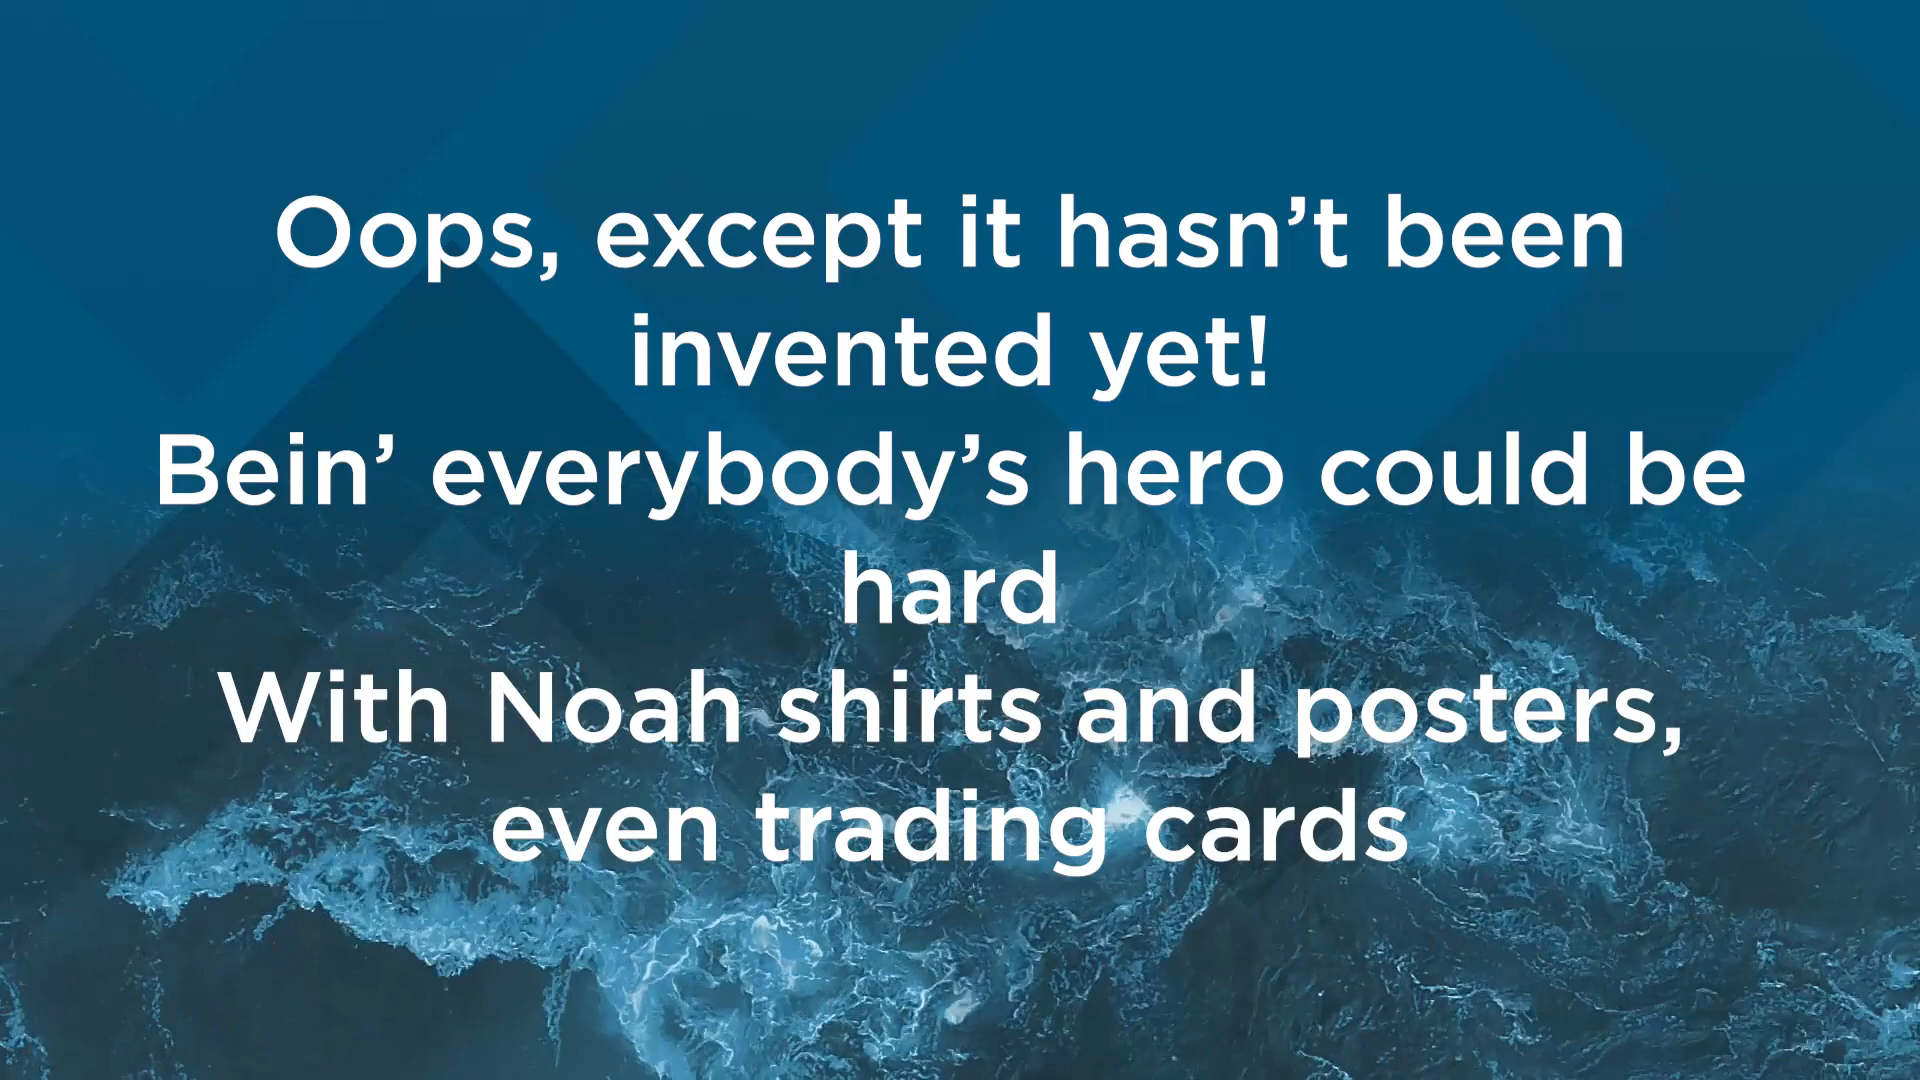 Oops, except it hasn’t been
invented yet!
Bein’ everybody’s hero could be
hard
With Noah shirts and posters,
even trading cards